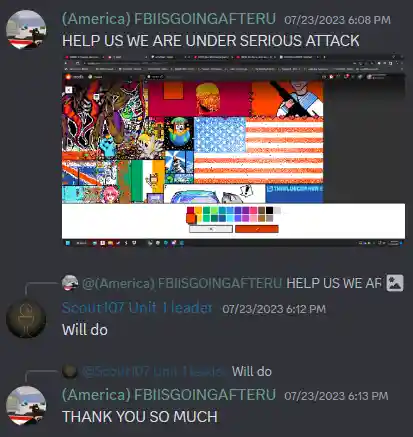 (America) FBIISGOINGAFTERU 07/23/2023 6:08 PM
HELP US WE ARE UNDER SERIOUS ATTACK
@(America) FBIISGOINGAFTERU HELP US WE AR
Scout107 Unit 1 leader 07/23/2023 6:12 PM
Will do
@Scout107 Unit 1 leader Will do
(America) FBIISGOINGAFTERU 07/23/2023 6:13 PM
THANK YOU SO MUCH